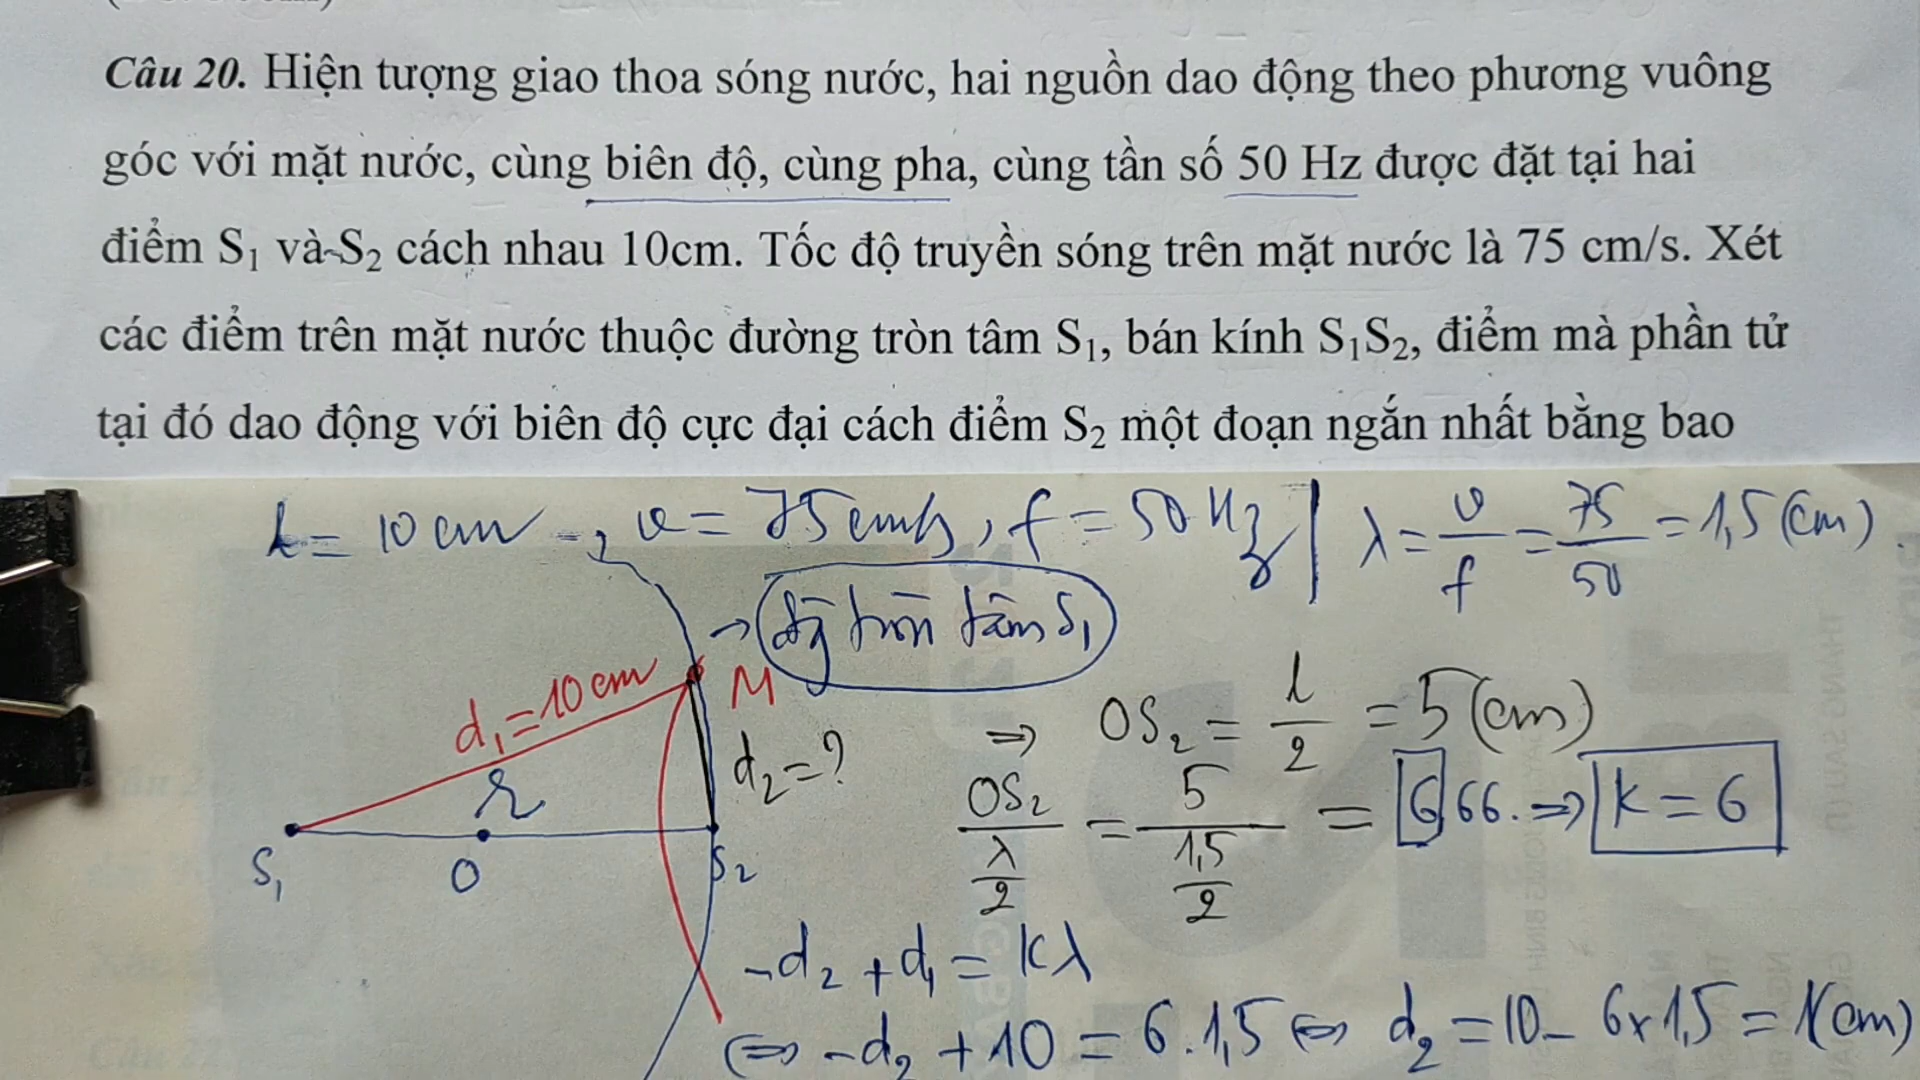 Câu 20. Hiện tượng giao thoa sóng nước, hai nguồn dao động theo phương vuông
góc với mặt nước, cùng biên độ, cùng pha, cùng tần số 50 Hz được đặt tại hai
điểm S₁ và S₂ cách nhau 10cm. Tốc độ truyền sóng trên mặt nước là 75 cm/s. Xét
các điểm trên mặt nước thuộc đường tròn tâm S₁, bán kính S₁S₂, điểm mà phần tử
tại đó dao động với biên độ cực đại cách điểm S₂ một đoạn ngắn nhất bằng bao
l = 10 cm, v = 75 cm/s, f = 50 Hz | λ = v/f = 75/50 = 1,5 (cm)
→ đg tròn tâm S₁
d₁ = 10 cm M
⇒ OS₂ = l/2 = 5 (cm)
d₂ = ?
OS₂/(λ/2) = 5/(1,5/2) = 6,66. ⇒ k = 6
S₁ O S₂
-d₂ + d₁ = kλ
⇔ -d₂ + 10 = 6.1,5 ⇔ d₂ = 10 - 6x1,5 = 1 (cm)